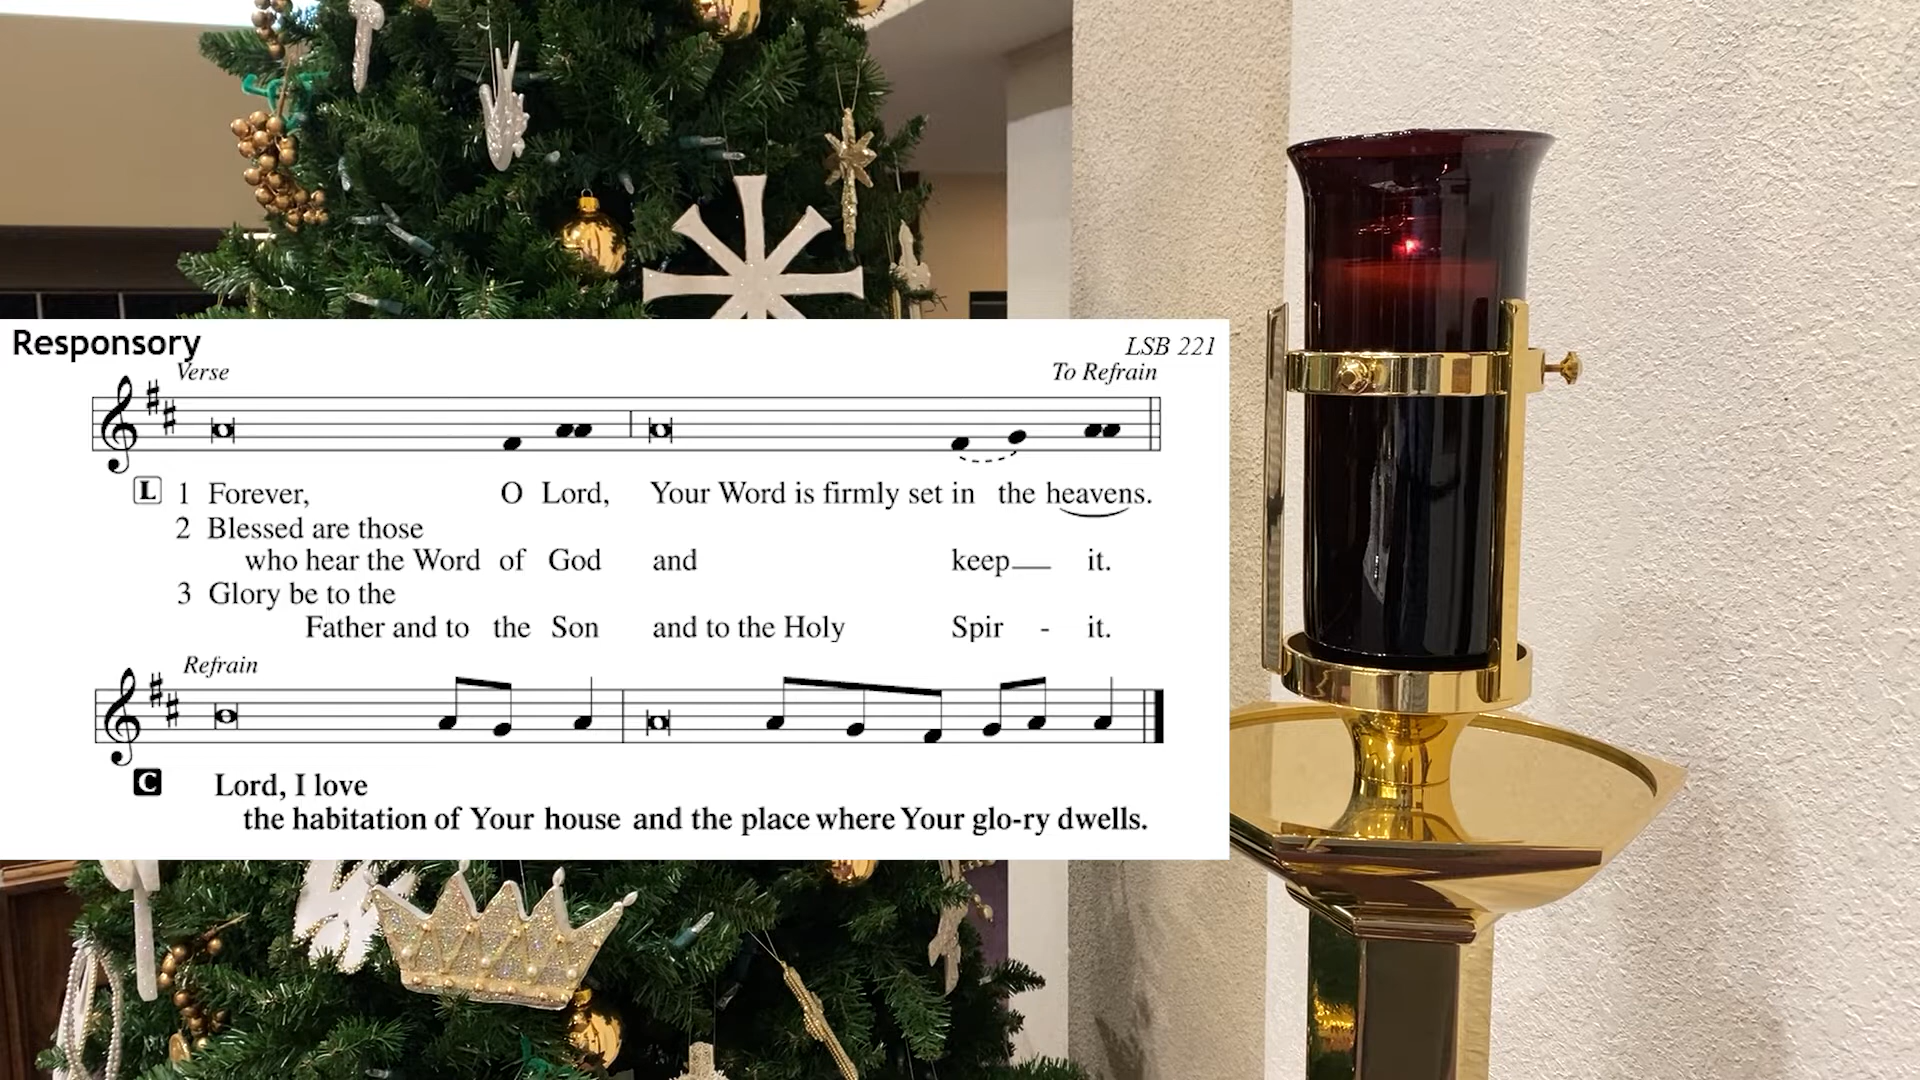 Responsory
LSB 221
Verse
To Refrain
L 1 Forever, O Lord, Your Word is firmly set in the heavens.
2 Blessed are those
who hear the Word of God and keep it.
3 Glory be to the
Father and to the Son and to the Holy Spir - it.
Refrain
C Lord, I love
the habitation of Your house and the place where Your glo-ry dwells.